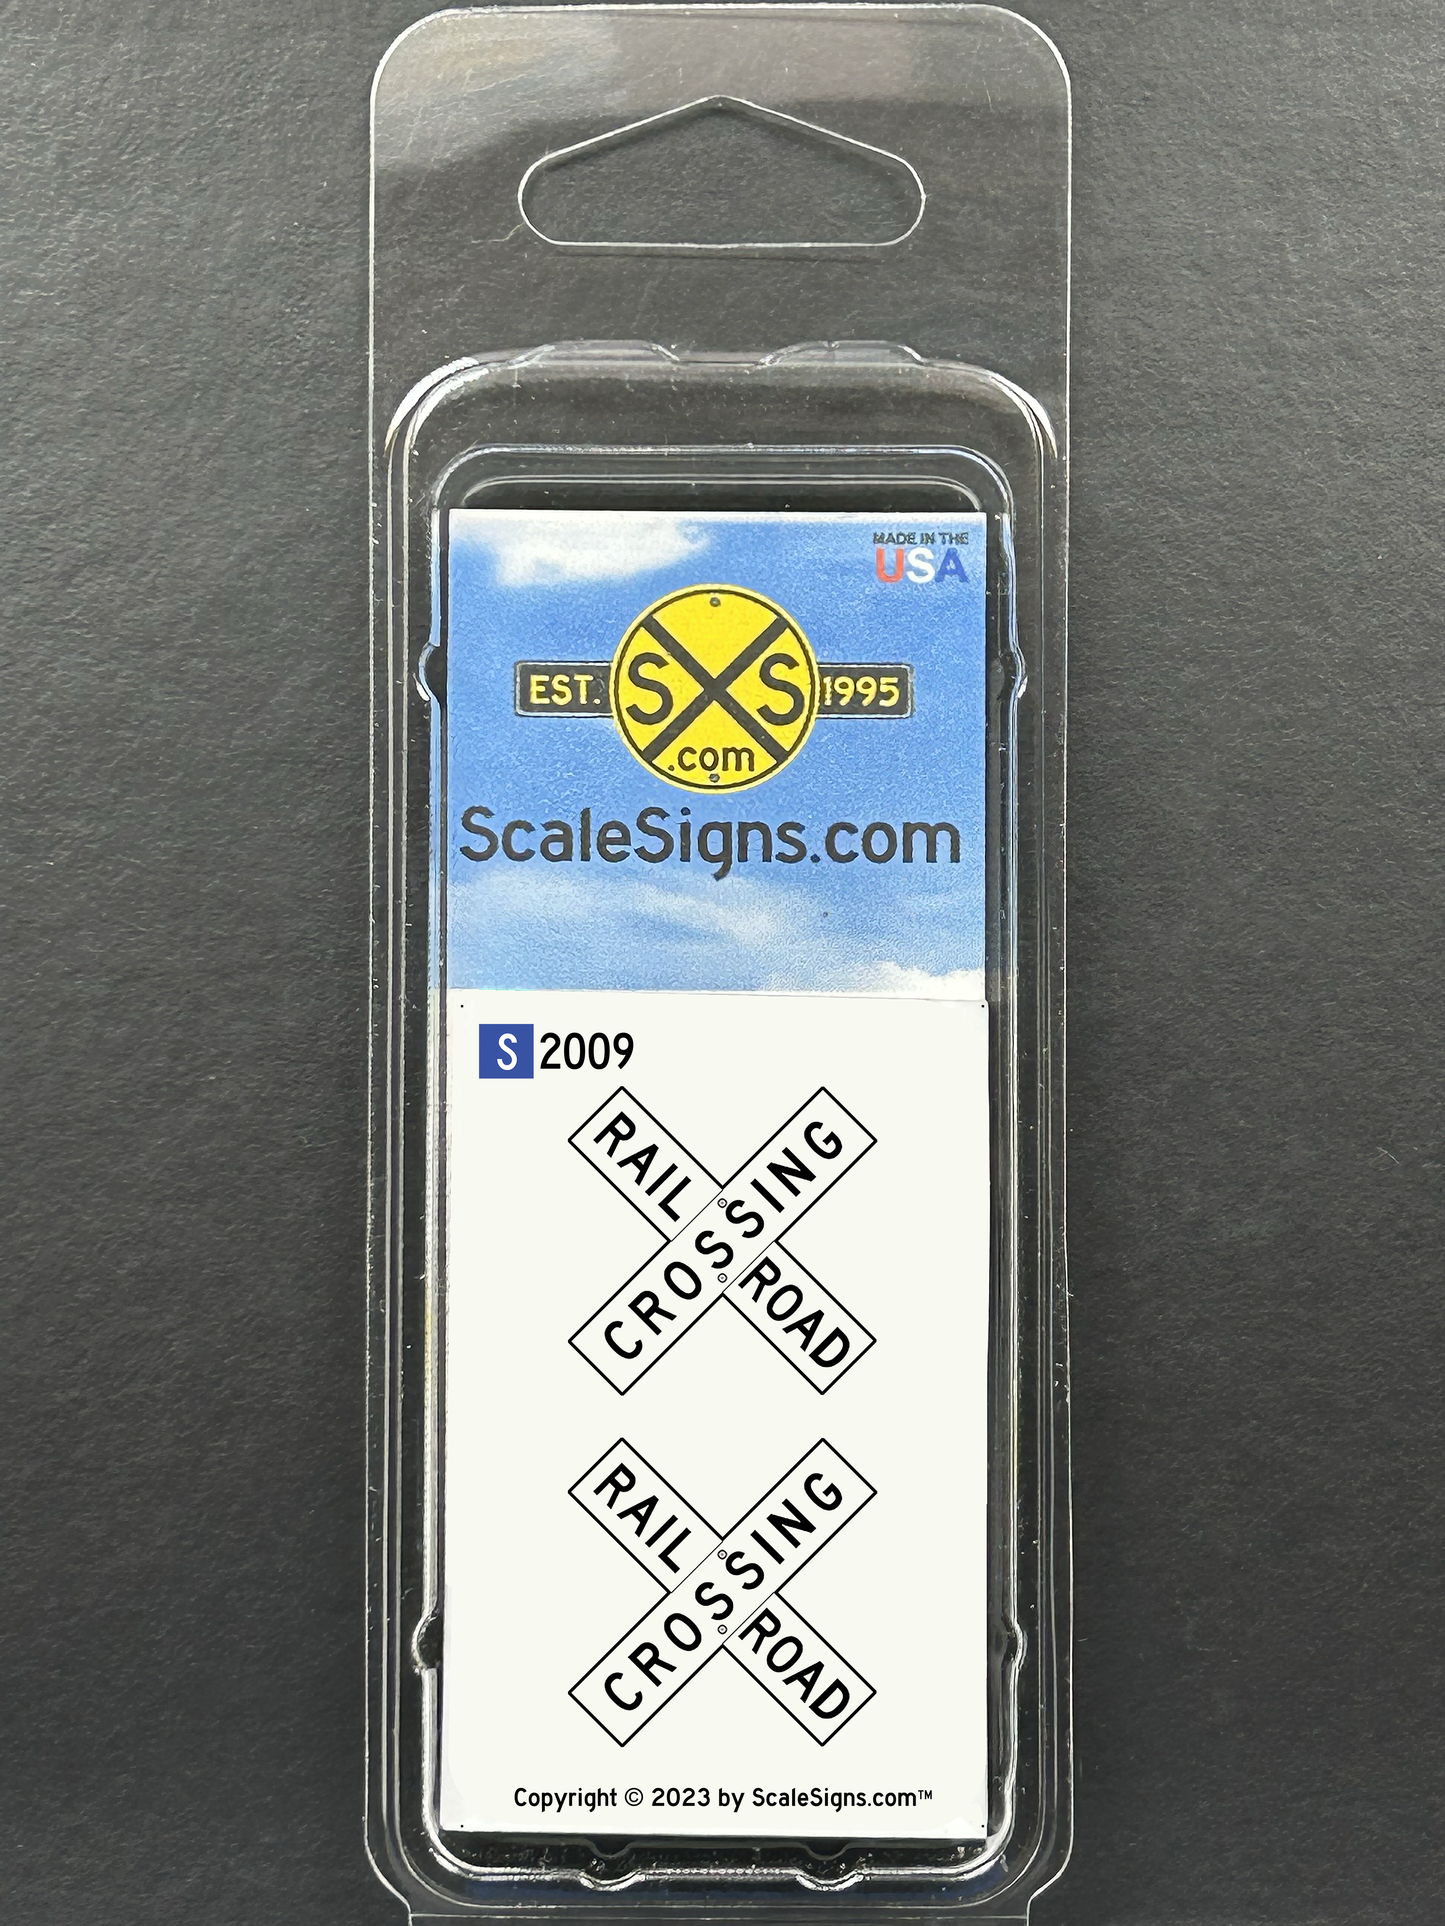 MADE IN THE
USA
EST. SXS 1995
.com
ScaleSigns.com
S 2009
RAIL ROAD
CROSSING
RAIL ROAD
CROSSING
Copyright © 2023 by ScaleSigns.com™